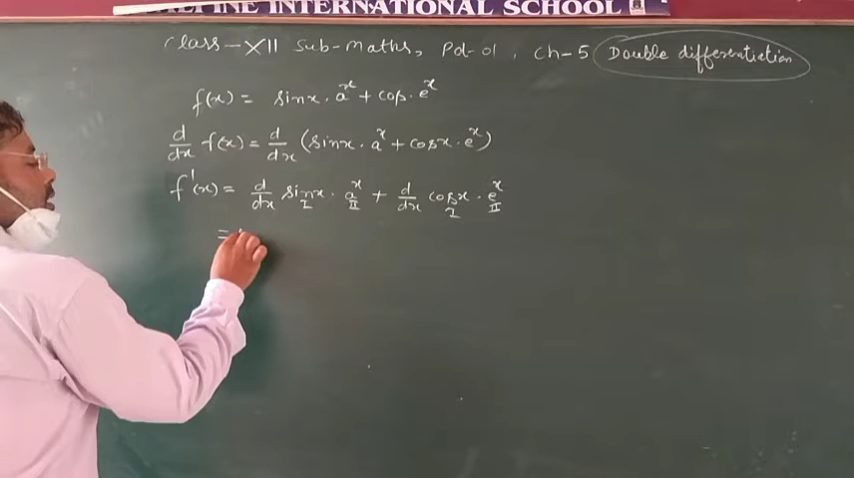 INTERNATIONAL SCHOOL
Class-XII Sub-Maths, Pd-01, Ch-5 Double differentiation
f(x) = sinx · a^x + cos · e^x
d/dx f(x) = d/dx (sinx · a^x + cosx · e^x)
f'(x) = d/dx sinx · a^x + d/dx cosx · e^x
I II I II
=